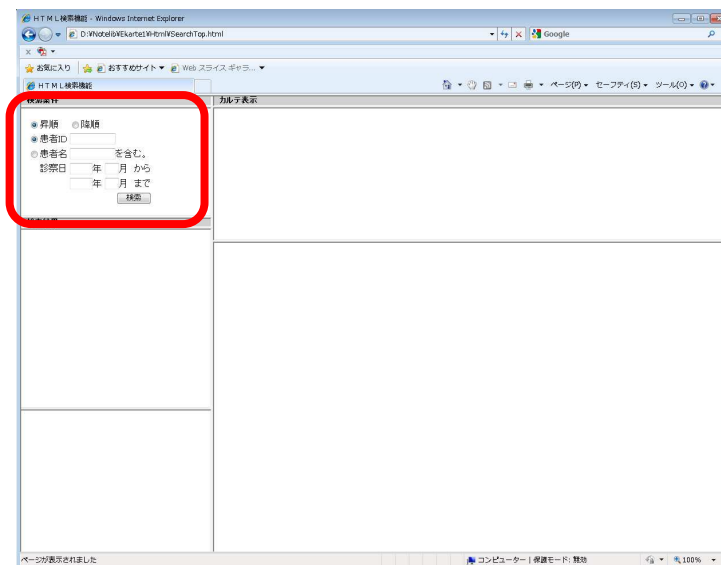 HTML検索機能 - Windows Internet Explorer
D:¥Notelib¥Ekarte1¥Html¥SearchTop.html
Google
x
お気に入り おすすめサイト ▼ Web スライス ギャラ... ▼
HTML検索機能
ページ(P) ▼ セーフティ(S) ▼ ツール(O) ▼
検索条件
カルテ表示
昇順 降順
患者ID
患者名 を含む。
診察日 年 月 から
年 月 まで
検索
ページが表示されました
コンピューター | 保護モード: 無効
100%